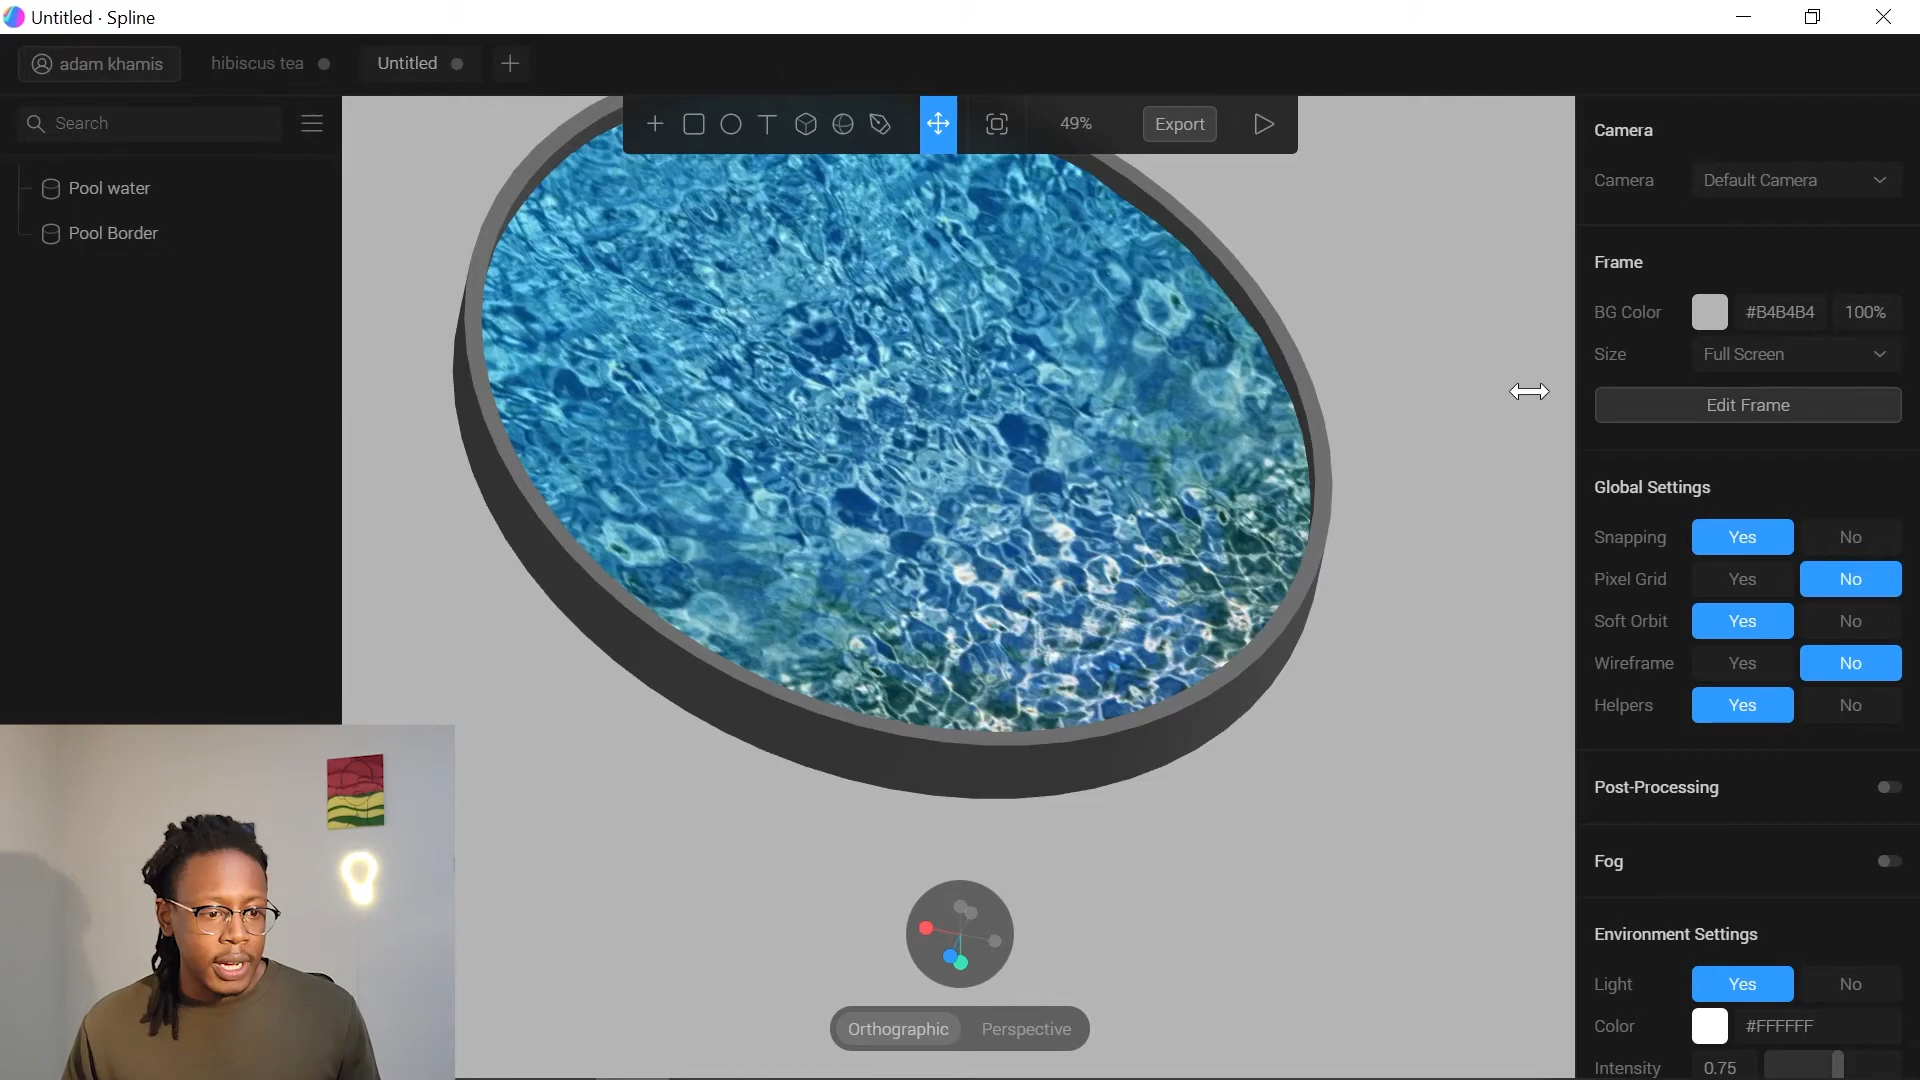 Untitled · Spline
adam khamis
hibiscus tea
Untitled
Search
Pool water
Pool Border
49%
Export
Camera
Camera
Default Camera
Frame
BG Color
#B4B4B4
100%
Size
Full Screen
Edit Frame
Global Settings
Snapping
Yes
No
Pixel Grid
Yes
No
Soft Orbit
Yes
No
Wireframe
Yes
No
Helpers
Yes
No
Post-Processing
Fog
Environment Settings
Light
Yes
No
Color
#FFFFFF
Intensity
0.75
Orthographic
Perspective